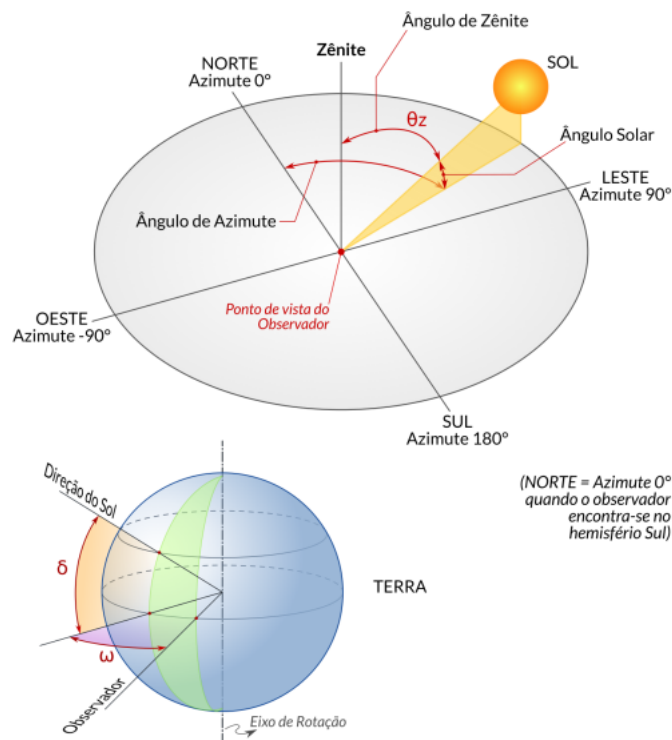 Ângulo de Zênite
Zênite
NORTE
Azimute 0°
SOL
θz
Ângulo Solar
LESTE
Azimute 90°
Ângulo de Azimute
OESTE
Azimute -90°
Ponto de vista do
Observador
SUL
Azimute 180°
Direção do Sol
(NORTE = Azimute 0°
quando o observador
encontra-se no
hemisfério Sul)
δ
TERRA
ω
Observador
Eixo de Rotação